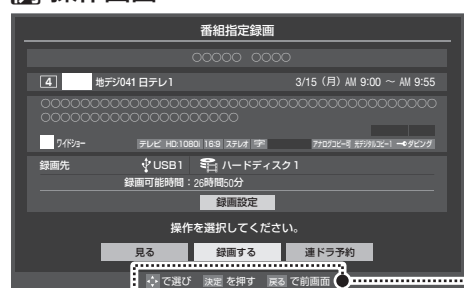 例 操作画面
番組指定録画
○○○○○ ○○○○
4 地デジ041 日テレ1 3/15（月）AM 9:00 ～ AM 9:55
○○○○○○○○○○○○○○○○○○○○○○○○○○○○○○○○○○○○
○○○○○○○○○○○○○○○○○○
ワイドショー テレビ HD:1080i 16:9 ステレオ 字 アナログコピー可 光デジタルコピー1 ダビング
録画先 USB1 ハードディスク1
録画可能時間：26時間50分
録画設定
操作を選択してください。
見る 録画する 連ドラ予約
で選び 決定 を押す 戻る で前画面